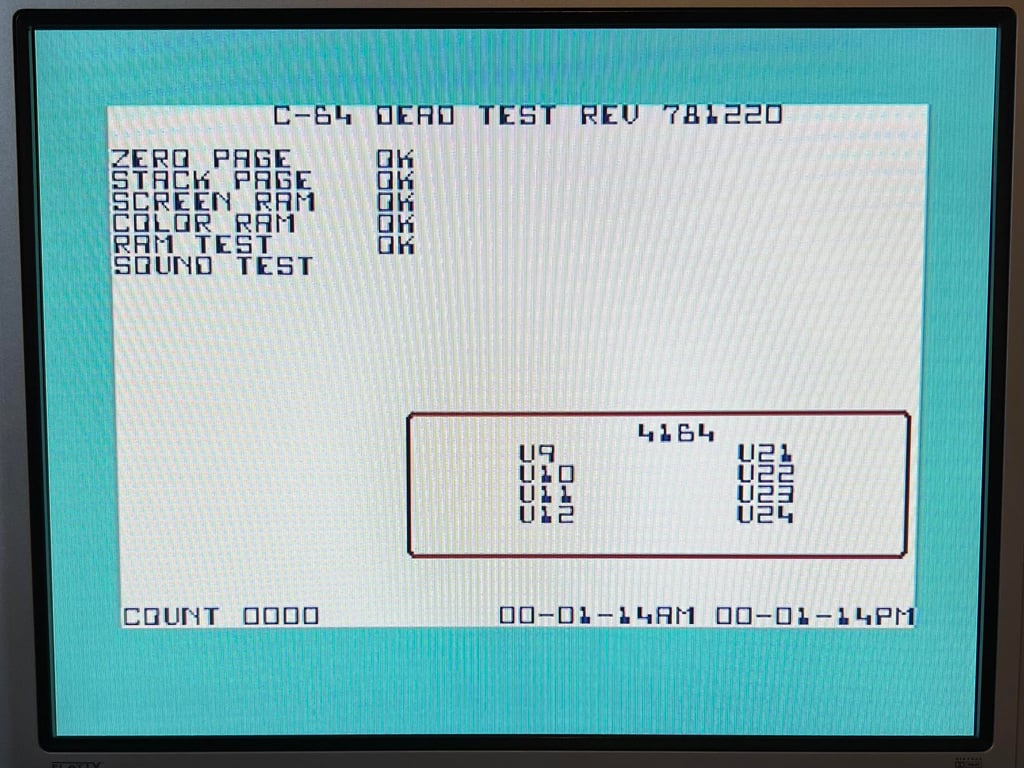 C-64 DEAD TEST REV 781220
ZERO PAGE OK
STACK PAGE OK
SCREEN RAM OK
COLOR RAM OK
RAM TEST OK
SOUND TEST
4164
U9 U21
U10 U22
U11 U23
U12 U24
COUNT 0000 00-01-14AM 00-01-14PM